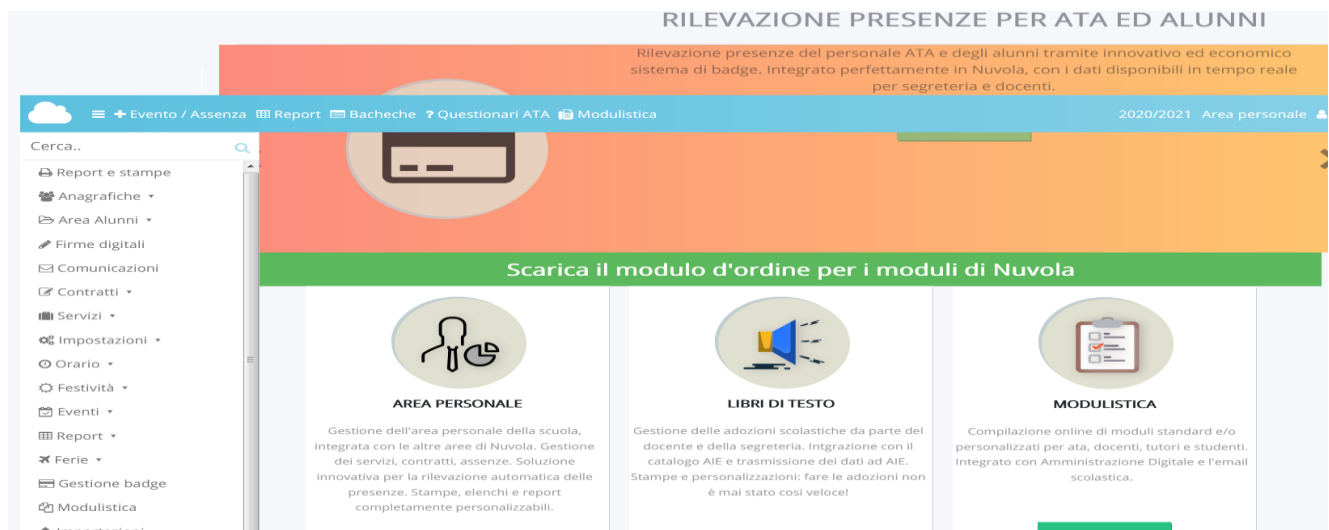 RILEVAZIONE PRESENZE PER ATA ED ALUNNI
Rilevazione presenze del personale ATA e degli alunni tramite innovativo ed economico
sistema di badge. Integrato perfettamente in Nuvola, con i dati disponibili in tempo reale
per segreteria e docenti.
Evento / Assenza Report Bacheche ? Questionari ATA Modulistica 2020/2021 Area personale
Cerca..
Report e stampe
Anagrafiche
Area Alunni
Firme digitali
Comunicazioni
Contratti
Servizi
Impostazioni
Orario
Festività
Eventi
Report
Ferie
Gestione badge
Modulistica
Scarica il modulo d'ordine per i moduli di Nuvola
AREA PERSONALE
Gestione dell'area personale della scuola,
integrata con le altre aree di Nuvola. Gestione
dei servizi, contratti, assenze. Soluzione
innovativa per la rilevazione automatica delle
presenze. Stampe, elenchi e report
completamente personalizzabili.
LIBRI DI TESTO
Gestione delle adozioni scolastiche da parte del
docente e della segreteria. Intgrazione con il
catalogo AIE e trasmissione dei dati ad AIE.
Stampe e personalizzazioni: fare le adozioni non
è mai stato cosi veloce!
MODULISTICA
Compilazione online di moduli standard e/o
personalizzati per ata, docenti, tutori e studenti.
Integrato con Amministrazione Digitale e l'email
scolastica.